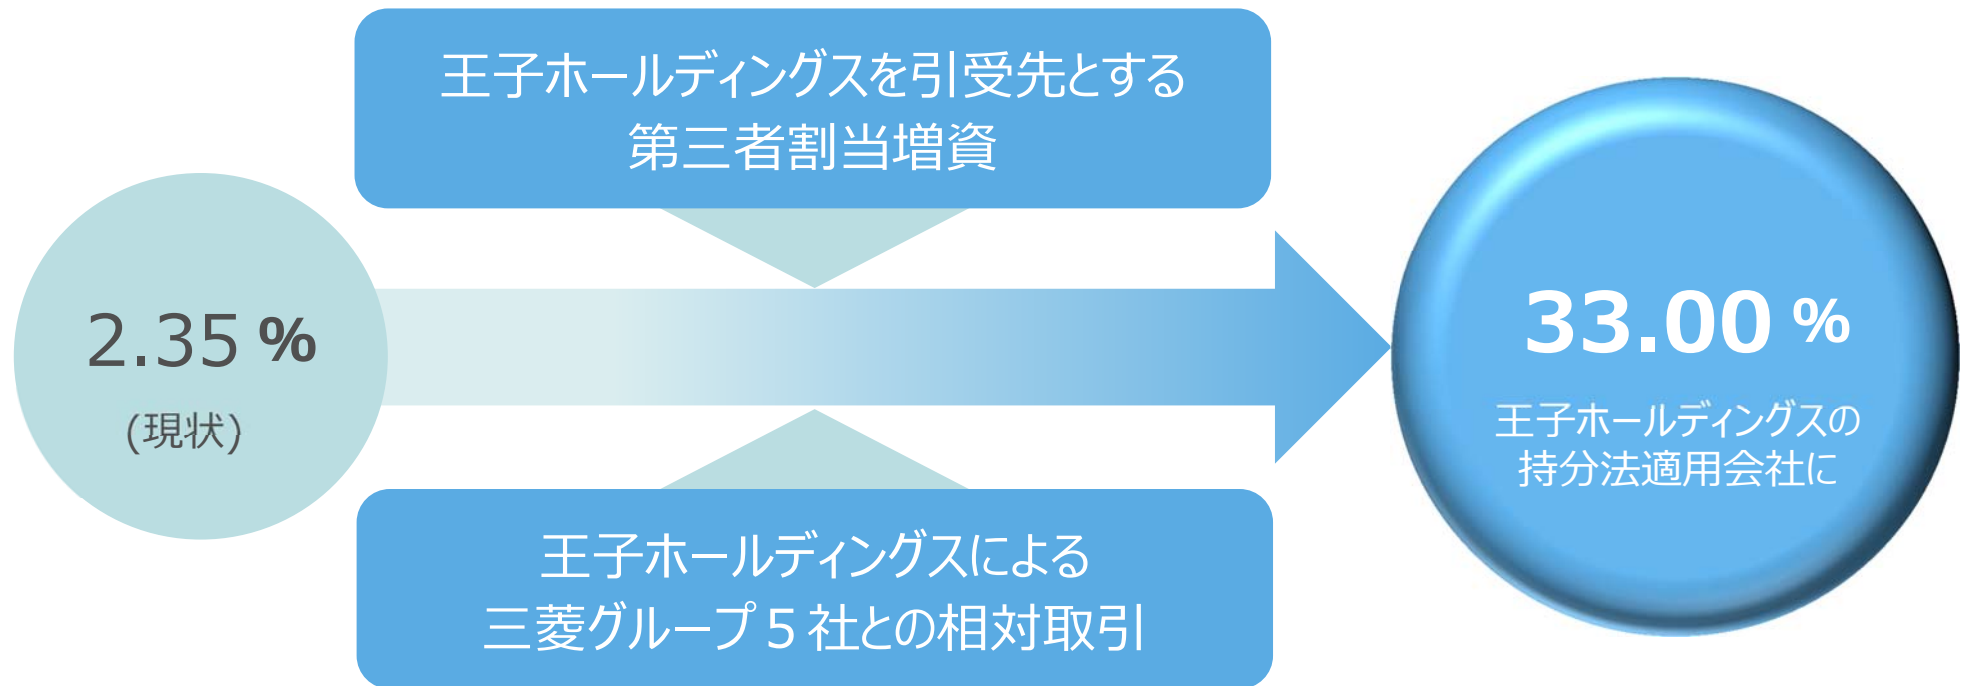 王子ホールディングスを引受先とする
第三者割当増資
2.35 %
(現状)
33.00 %
王子ホールディングスの
持分法適用会社に
王子ホールディングスによる
三菱グループ5社との相対取引